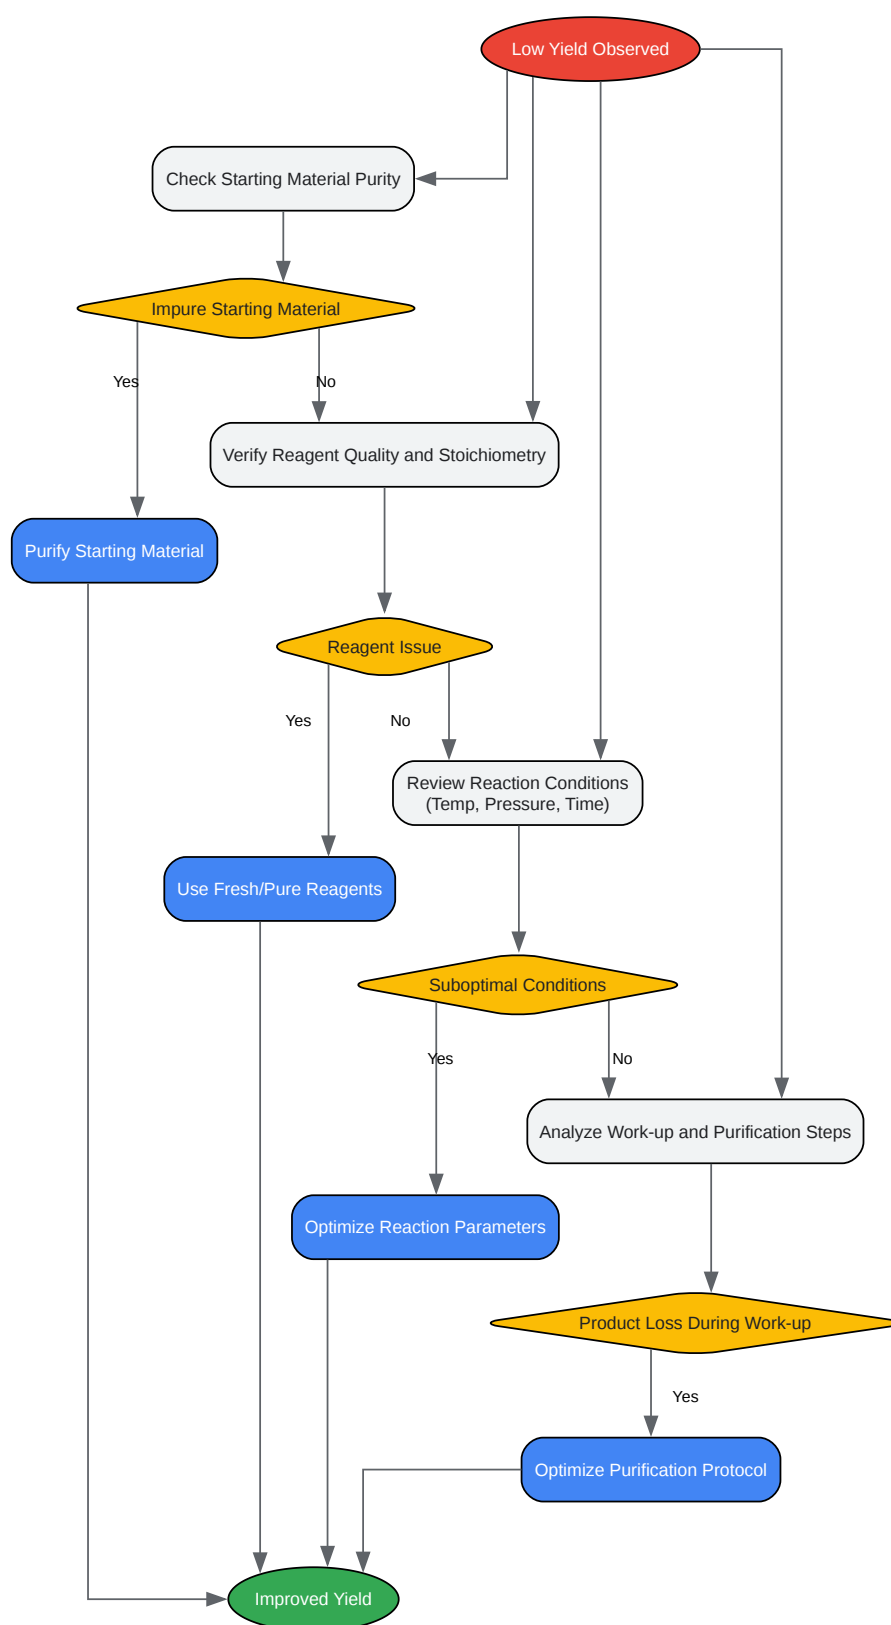 Low Yield Observed
Check Starting Material Purity
Impure Starting Material
Yes
No
Verify Reagent Quality and Stoichiometry
Purify Starting Material
Reagent Issue
Yes
No
Review Reaction Conditions
(Temp, Pressure, Time)
Use Fresh/Pure Reagents
Suboptimal Conditions
Yes
No
Analyze Work-up and Purification Steps
Optimize Reaction Parameters
Product Loss During Work-up
Yes
Optimize Purification Protocol
Improved Yield